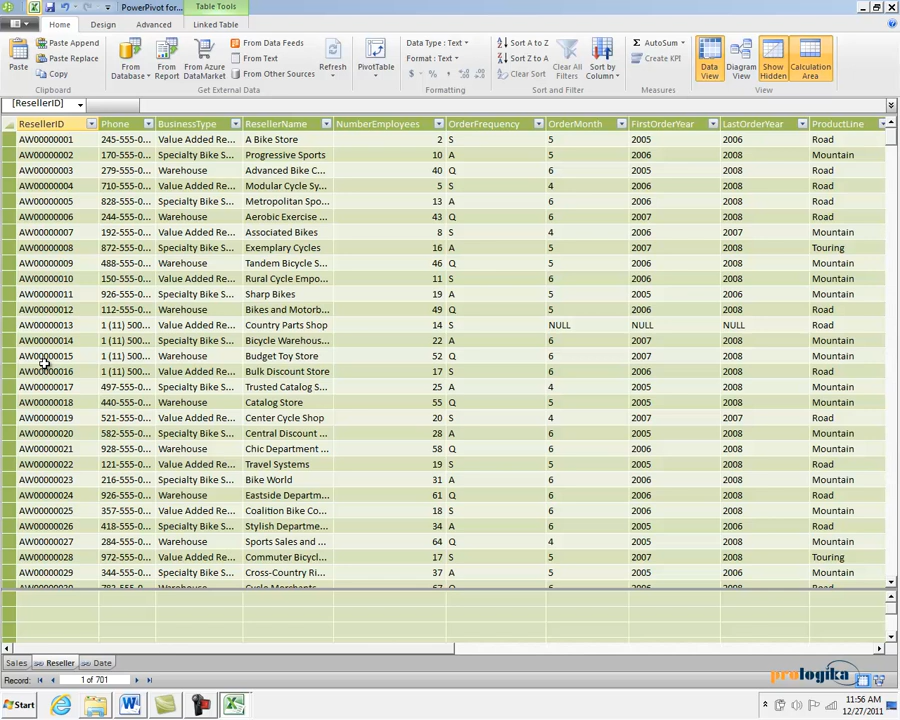 PowerPivot for...
Table Tools
Home
Design
Advanced
Linked Table
Paste
Paste Append
Paste Replace
Copy
Clipboard
From Database
From Report
From Azure DataMarket
From Data Feeds
From Text
From Other Sources
Get External Data
Refresh
PivotTable
Data Type : Text
Format : Text
$ % ,
Formatting
Sort A to Z
Sort Z to A
Clear Sort
Clear All Filters
Sort by Column
Sort and Filter
AutoSum
Create KPI
Measures
Data View
Diagram View
Show Hidden
Calculation Area
View
[ResellerID]
ResellerID Phone BusinessType ResellerName NumberEmployees OrderFrequency OrderMonth FirstOrderYear LastOrderYear ProductLine
AW00000001 245-555-0... Value Added Re... A Bike Store 2 S 5 2005 2006 Road
AW00000002 170-555-0... Specialty Bike S... Progressive Sports 10 A 5 2006 2008 Mountain
AW00000003 279-555-0... Warehouse Advanced Bike C... 40 Q 6 2005 2008 Road
AW00000004 710-555-0... Value Added Re... Modular Cycle Sy... 5 S 4 2006 2008 Road
AW00000005 828-555-0... Specialty Bike S... Metropolitan Spo... 13 A 6 2006 2008 Mountain
AW00000006 244-555-0... Warehouse Aerobic Exercise ... 43 Q 6 2007 2008 Road
AW00000007 192-555-0... Value Added Re... Associated Bikes 8 S 4 2006 2007 Mountain
AW00000008 872-555-0... Specialty Bike S... Exemplary Cycles 16 A 5 2007 2008 Touring
AW00000009 488-555-0... Warehouse Tandem Bicycle S... 46 Q 6 2006 2008 Mountain
AW00000010 150-555-0... Value Added Re... Rural Cycle Empo... 11 S 6 2006 2008 Mountain
AW00000011 926-555-0... Specialty Bike S... Sharp Bikes 19 A 5 2005 2006 Mountain
AW00000012 112-555-0... Warehouse Bikes and Motorb... 49 Q 5 2006 2008 Road
AW00000013 1 (11) 500... Value Added Re... Country Parts Shop 14 S NULL NULL NULL Road
AW00000014 1 (11) 500... Specialty Bike S... Bicycle Warehous... 22 A 6 2007 2008 Mountain
AW00000015 1 (11) 500... Warehouse Budget Toy Store 52 Q 6 2007 2008 Mountain
AW00000016 1 (11) 500... Value Added Re... Bulk Discount Store 17 S 6 2006 2008 Road
AW00000017 497-555-0... Specialty Bike S... Trusted Catalog S... 25 A 4 2006 2008 Mountain
AW00000018 440-555-0... Warehouse Catalog Store 55 Q 5 2005 2008 Mountain
AW00000019 521-555-0... Value Added Re... Center Cycle Shop 20 S 4 2007 2007 Road
AW00000020 582-555-0... Specialty Bike S... Central Discount ... 28 A 6 2006 2008 Mountain
AW00000021 928-555-0... Warehouse Chic Department ... 58 Q 6 2007 2008 Mountain
AW00000022 121-555-0... Value Added Re... Travel Systems 19 S 5 2005 2008 Road
AW00000023 216-555-0... Specialty Bike S... Bike World 31 A 5 2006 2008 Mountain
AW00000024 926-555-0... Warehouse Eastside Departm... 61 Q 6 2006 2008 Road
AW00000025 357-555-0... Value Added Re... Coalition Bike Co... 18 S 6 2005 2008 Mountain
AW00000026 418-555-0... Specialty Bike S... Stylish Departme... 34 A 6 2005 2006 Road
AW00000027 284-555-0... Warehouse Sports Sales and ... 64 Q 4 2005 2008 Mountain
AW00000028 972-555-0... Value Added Re... Commuter Bicycl... 17 S 5 2007 2008 Touring
AW00000029 344-555-0... Specialty Bike S... Cross-Country Ri... 37 A 5 2005 2006 Mountain
Sales
Reseller
Date
Record: 1 of 701
prologika
Start
11:56 AM
12/27/2011